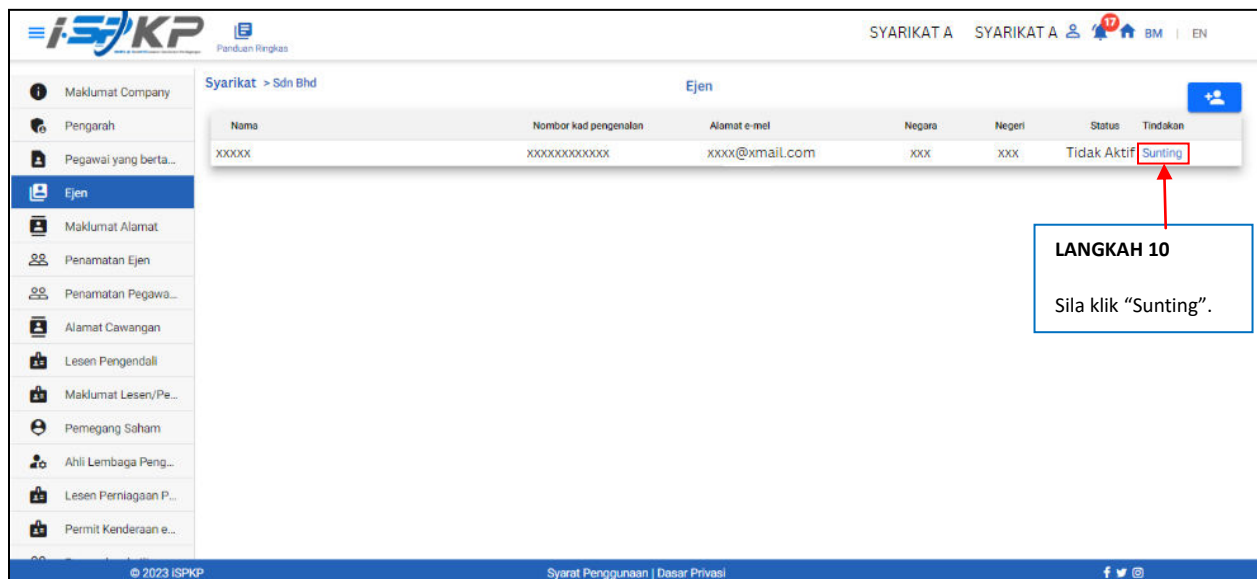 i-SPKP
Panduan Ringkas
SYARIKAT A SYARIKAT A 17 BM | EN
Syarikat > Sdn Bhd
Ejen
Maklumat Company
Pengarah
Pegawai yang berta...
Ejen
Maklumat Alamat
Penamatan Ejen
Penamatan Pegawa...
Alamat Cawangan
Lesen Pengendali
Maklumat Lesen/Pe...
Pemegang Saham
Ahli Lembaga Peng...
Lesen Perniagaan P...
Permit Kenderaan e...
Nama Nombor kad pengenalan Alamat e-mel Negara Negeri Status Tindakan
XXXXX XXXXXXXXXXXX xxxx@xmail.com XXX XXX Tidak Aktif Sunting
LANGKAH 10
Sila klik “Sunting”.
© 2023 iSPKP Syarat Penggunaan | Dasar Privasi